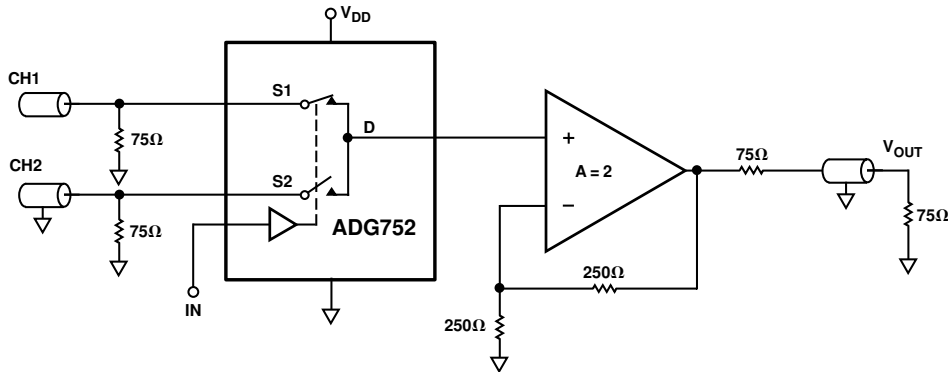 V_DD
CH1
S1
75Ω
D
CH2
S2
75Ω
ADG752
IN
+
A = 2
−
75Ω
V_OUT
75Ω
250Ω
250Ω